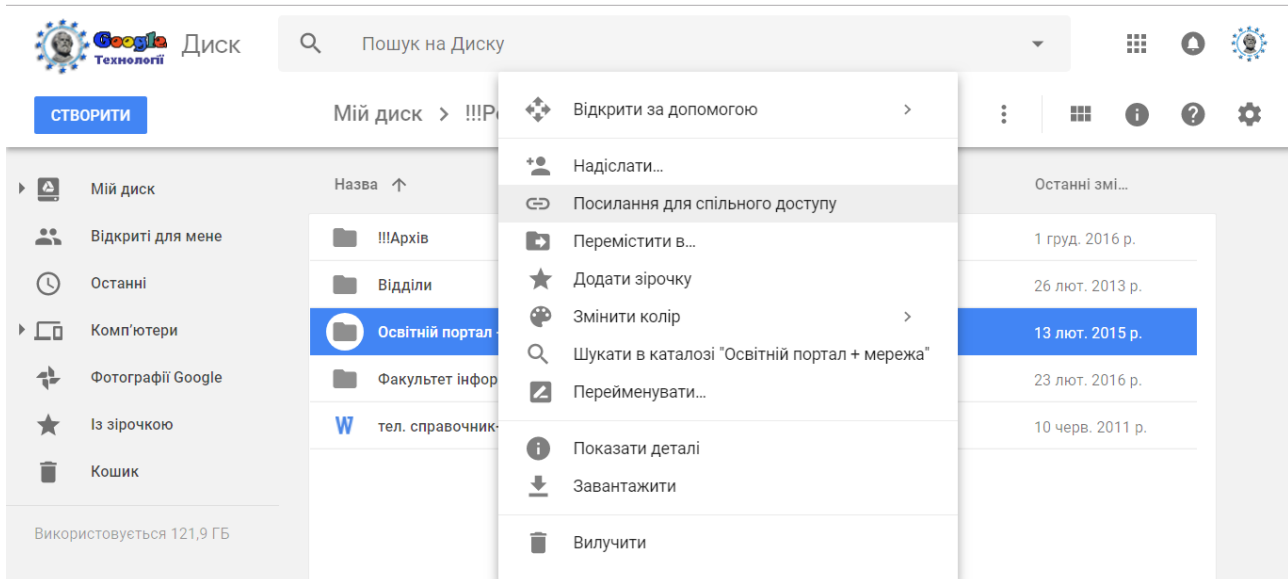 Google Технології Диск
Пошук на Диску
СТВОРИТИ
Мій диск > !!!
Мій диск
Відкриті для мене
Останні
Комп'ютери
Фотографії Google
Із зірочкою
Кошик
Використовується 121,9 ГБ
Назва
Останні змі...
!!!Архів
1 груд. 2016 р.
Відділи
26 лют. 2013 р.
Освітній портал
13 лют. 2015 р.
Факультет інфор
23 лют. 2016 р.
W тел. справочник-
10 черв. 2011 р.
Відкрити за допомогою
Надіслати...
Посилання для спільного доступу
Перемістити в...
Додати зірочку
Змінити колір
Шукати в каталозі "Освітній портал + мережа"
Перейменувати...
Показати деталі
Завантажити
Вилучити